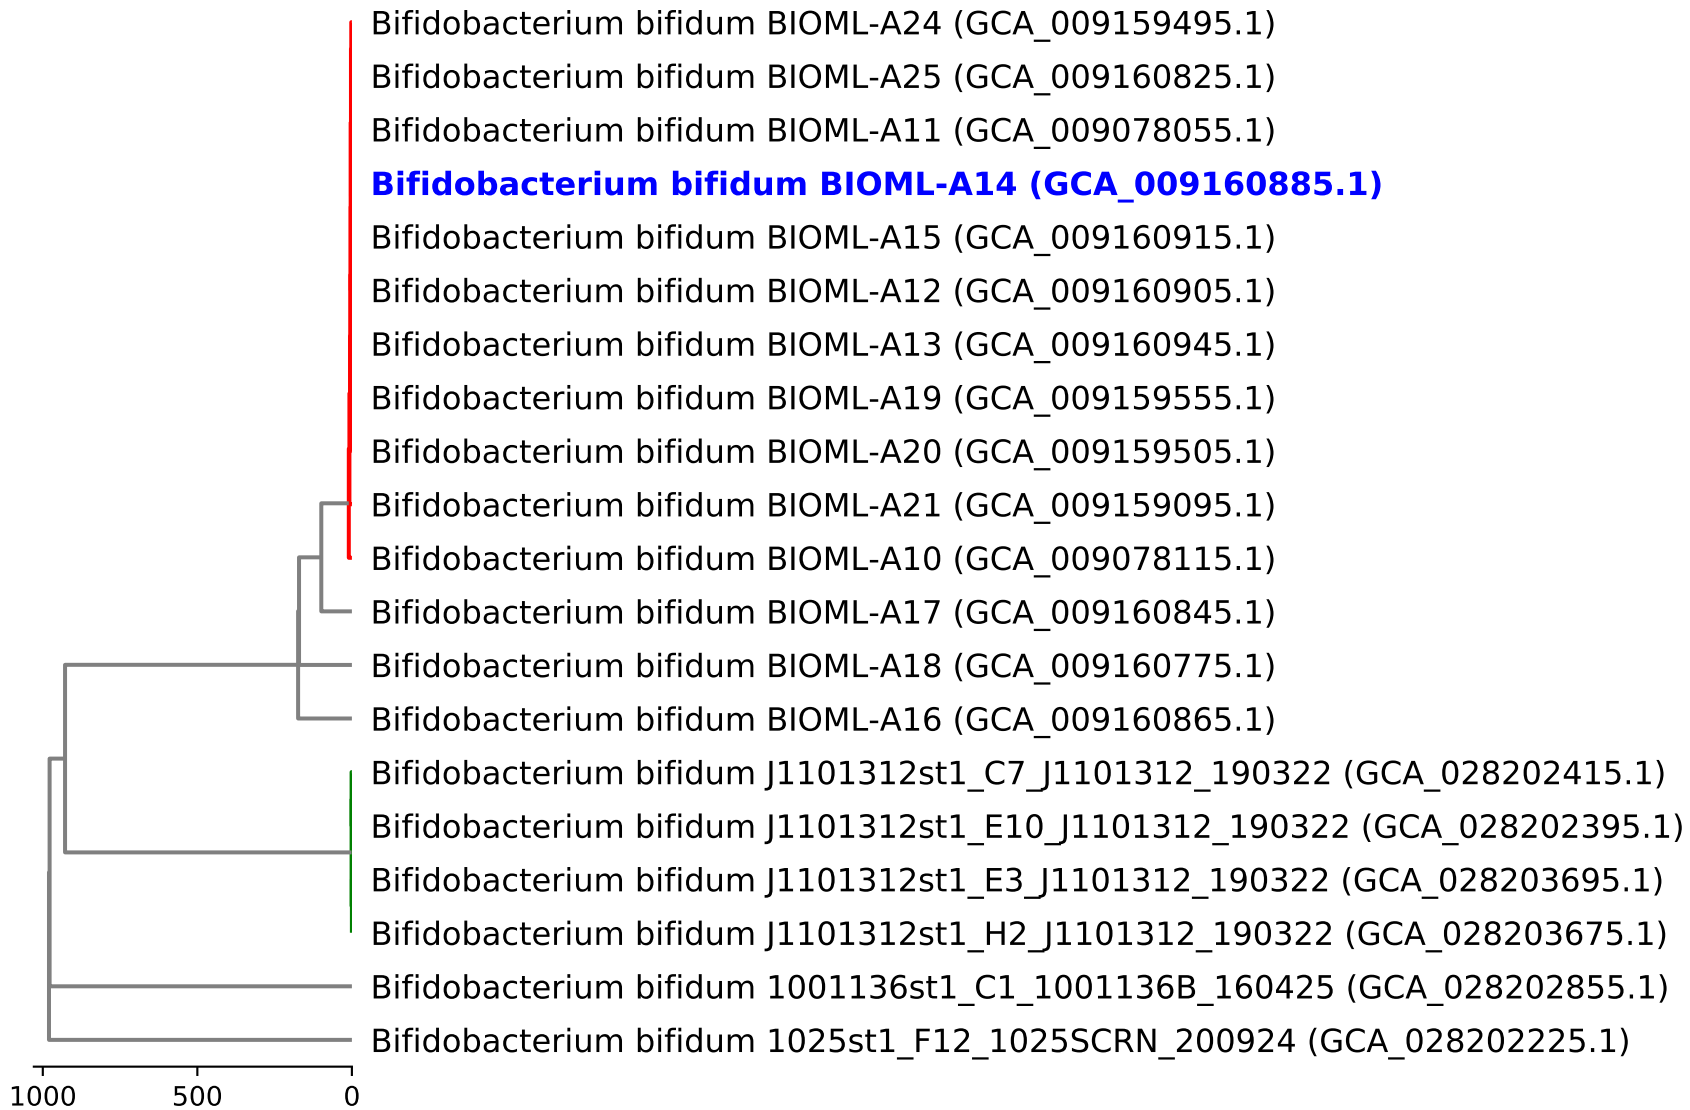 Bifidobacterium bifidum BIOML-A24 (GCA_009159495.1)
Bifidobacterium bifidum BIOML-A25 (GCA_009160825.1)
Bifidobacterium bifidum BIOML-A11 (GCA_009078055.1)
Bifidobacterium bifidum BIOML-A14 (GCA_009160885.1)
Bifidobacterium bifidum BIOML-A15 (GCA_009160915.1)
Bifidobacterium bifidum BIOML-A12 (GCA_009160905.1)
Bifidobacterium bifidum BIOML-A13 (GCA_009160945.1)
Bifidobacterium bifidum BIOML-A19 (GCA_009159555.1)
Bifidobacterium bifidum BIOML-A20 (GCA_009159505.1)
Bifidobacterium bifidum BIOML-A21 (GCA_009159095.1)
Bifidobacterium bifidum BIOML-A10 (GCA_009078115.1)
Bifidobacterium bifidum BIOML-A17 (GCA_009160845.1)
Bifidobacterium bifidum BIOML-A18 (GCA_009160775.1)
Bifidobacterium bifidum BIOML-A16 (GCA_009160865.1)
Bifidobacterium bifidum J1101312st1_C7_J1101312_190322 (GCA_028202415.1)
Bifidobacterium bifidum J1101312st1_E10_J1101312_190322 (GCA_028202395.1)
Bifidobacterium bifidum J1101312st1_E3_J1101312_190322 (GCA_028203695.1)
Bifidobacterium bifidum J1101312st1_H2_J1101312_190322 (GCA_028203675.1)
Bifidobacterium bifidum 1001136st1_C1_1001136B_160425 (GCA_028202855.1)
Bifidobacterium bifidum 1025st1_F12_1025SCRN_200924 (GCA_028202225.1)
1000 500 0